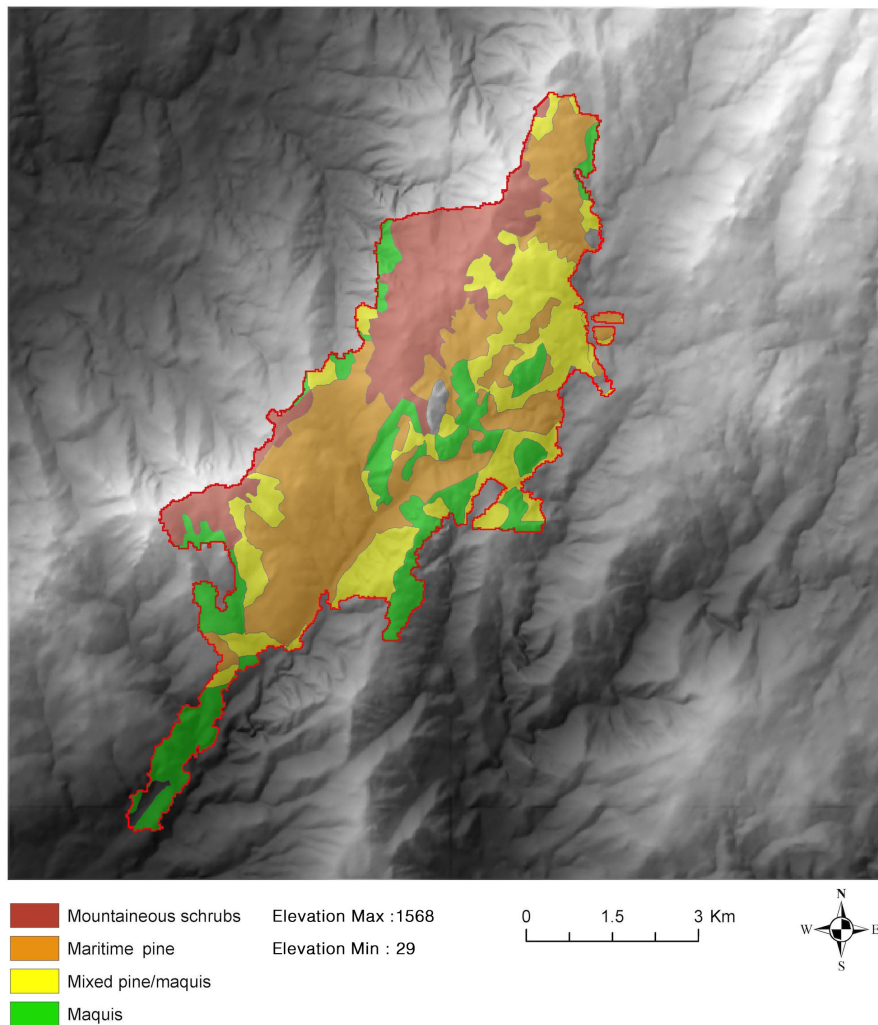 Mountaineous schrubs
Maritime pine
Mixed pine/maquis
Maquis
Elevation Max :1568
Elevation Min : 29
0 1.5 3 Km
N
W E
S